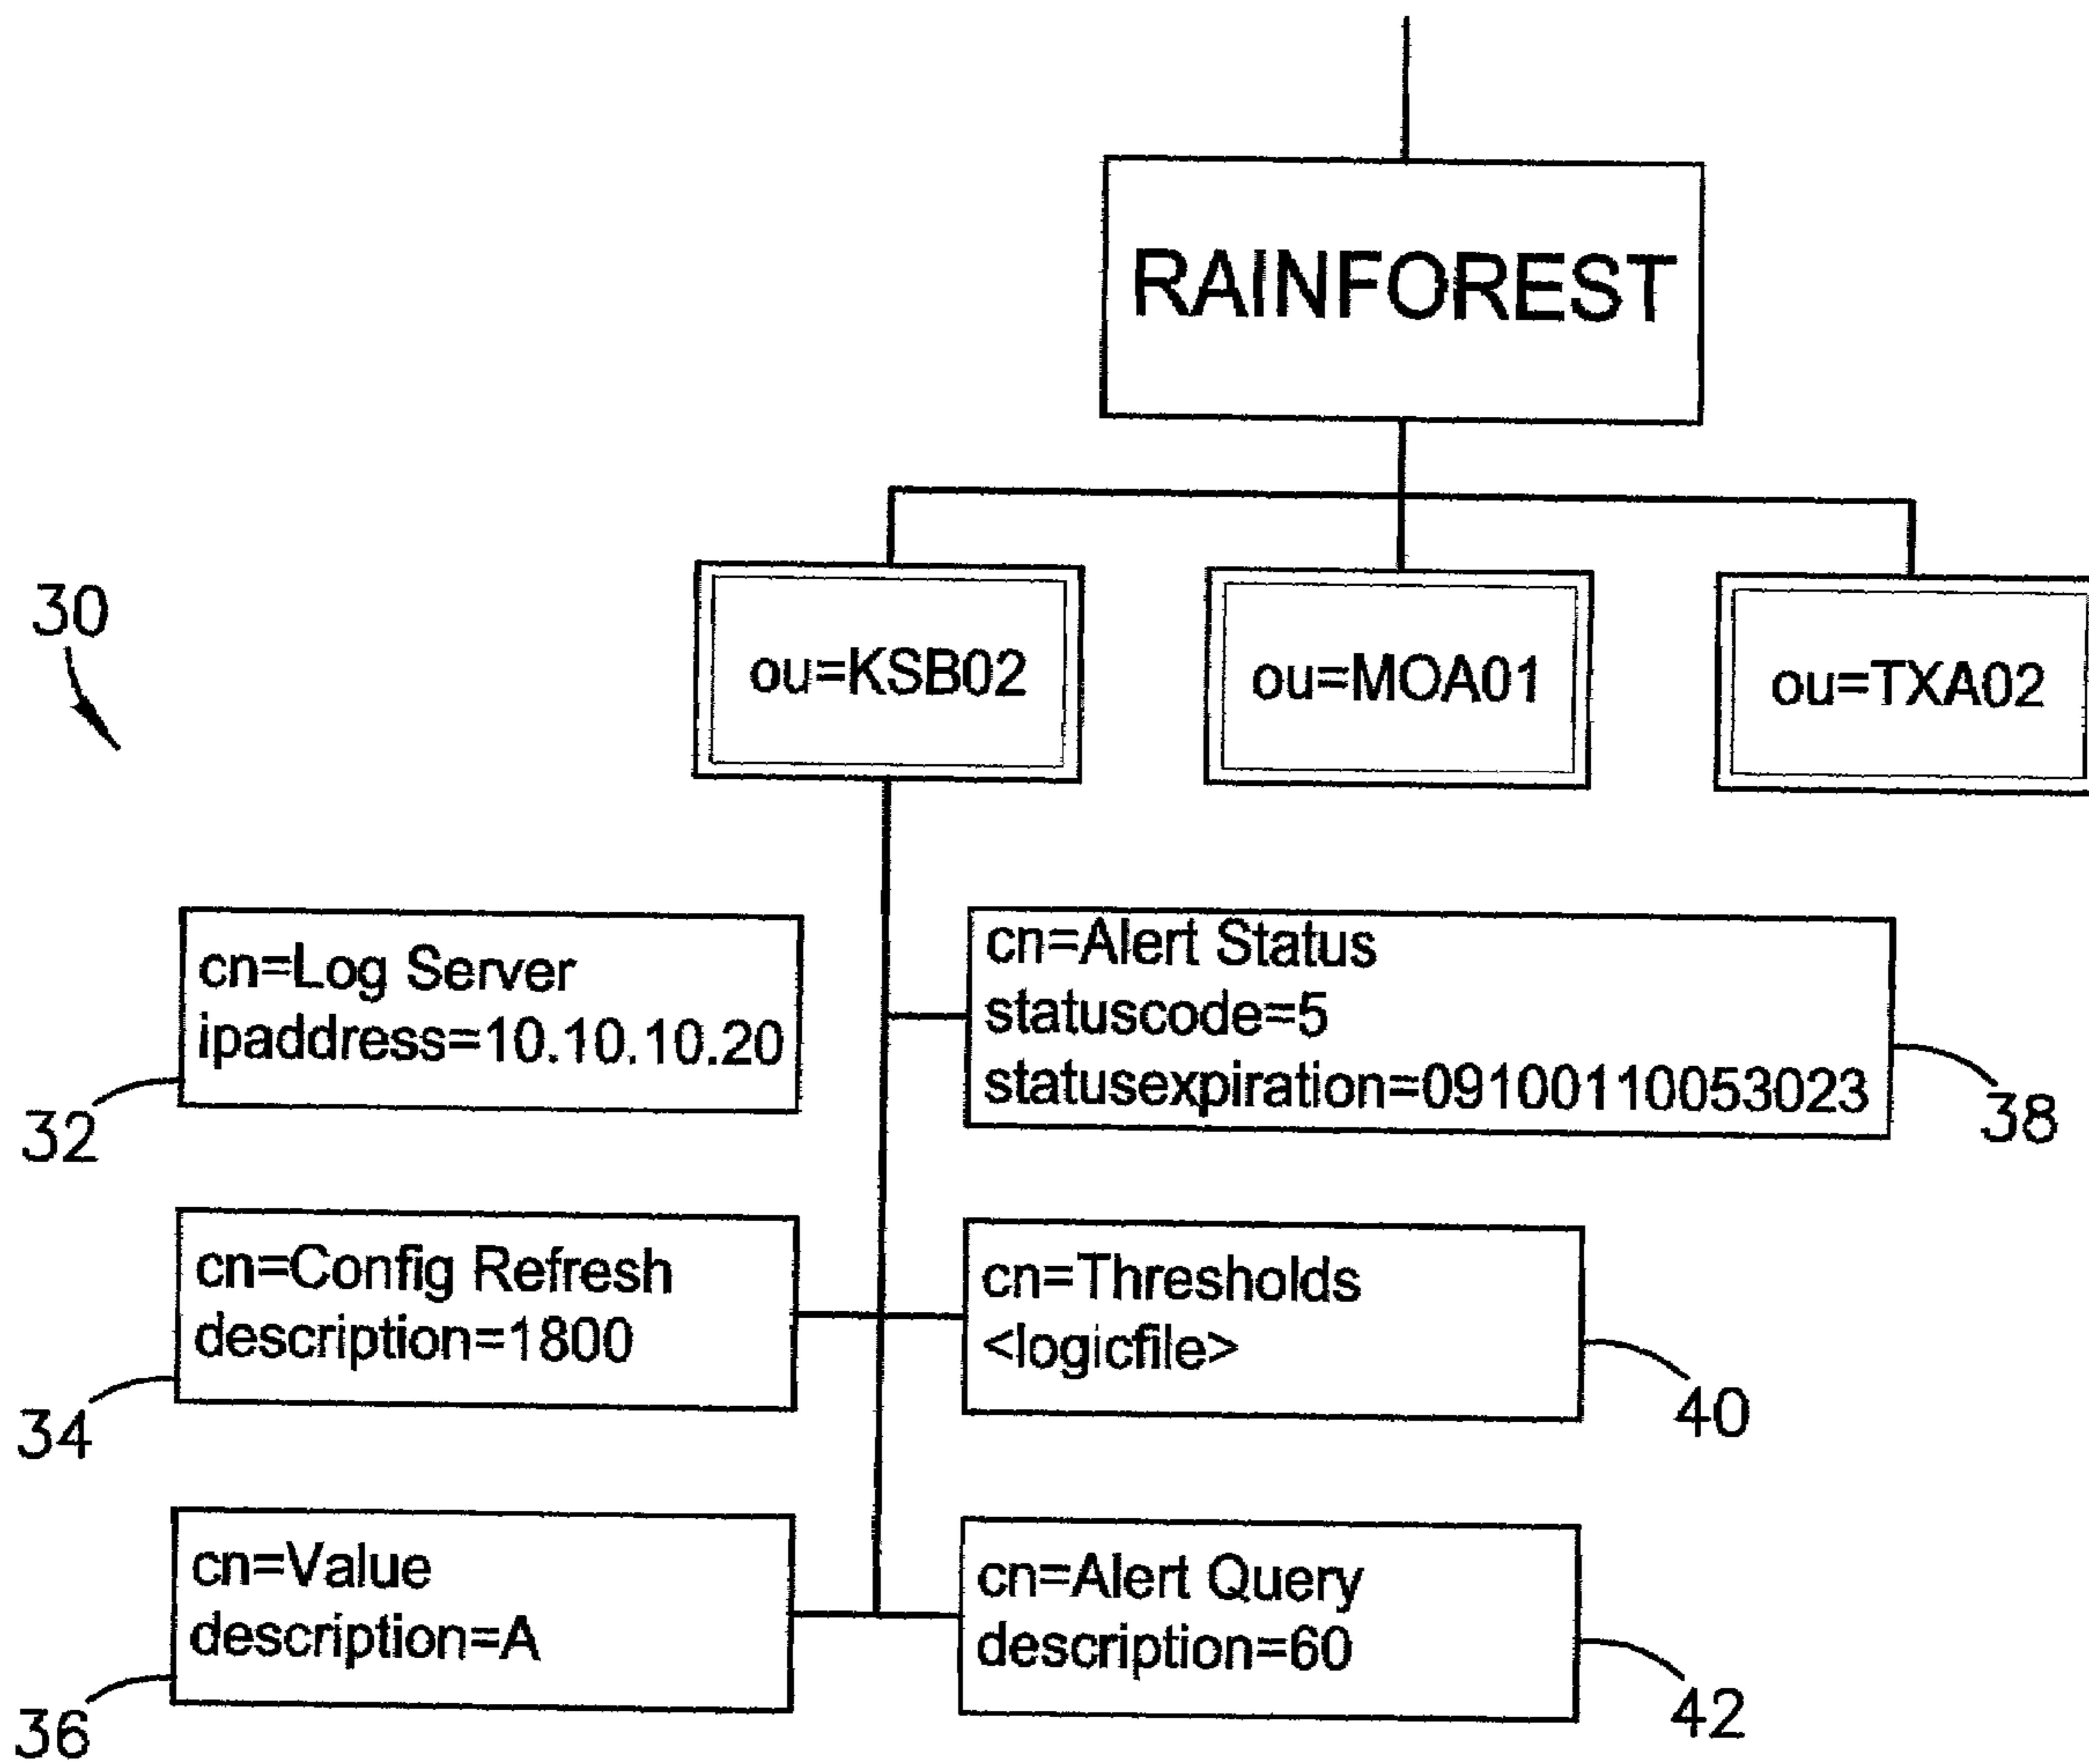 RAINFOREST
30
ou=KSB02
ou=MOA01
ou=TXA02
cn=Log Server
ipaddress=10.10.10.20
32
cn=Alert Status
statuscode=5
statusexpiration=09100110053023
38
cn=Config Refresh
description=1800
34
cn=Thresholds
<logicfile>
40
cn=Value
description=A
36
cn=Alert Query
description=60
42